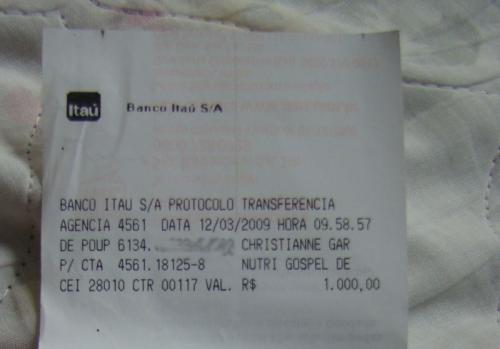 Itaú Banco Itaú S/A
BANCO ITAU S/A PROTOCOLO TRANSFERENCIA
AGENCIA 4561 DATA 12/03/2009 HORA 09.58.57
DE POUP 6134. CHRISTIANNE GAR
P/ CTA 4561.18125-8 NUTRI GOSPEL DE
CEI 28010 CTR 00117 VAL. R$ 1.000,00